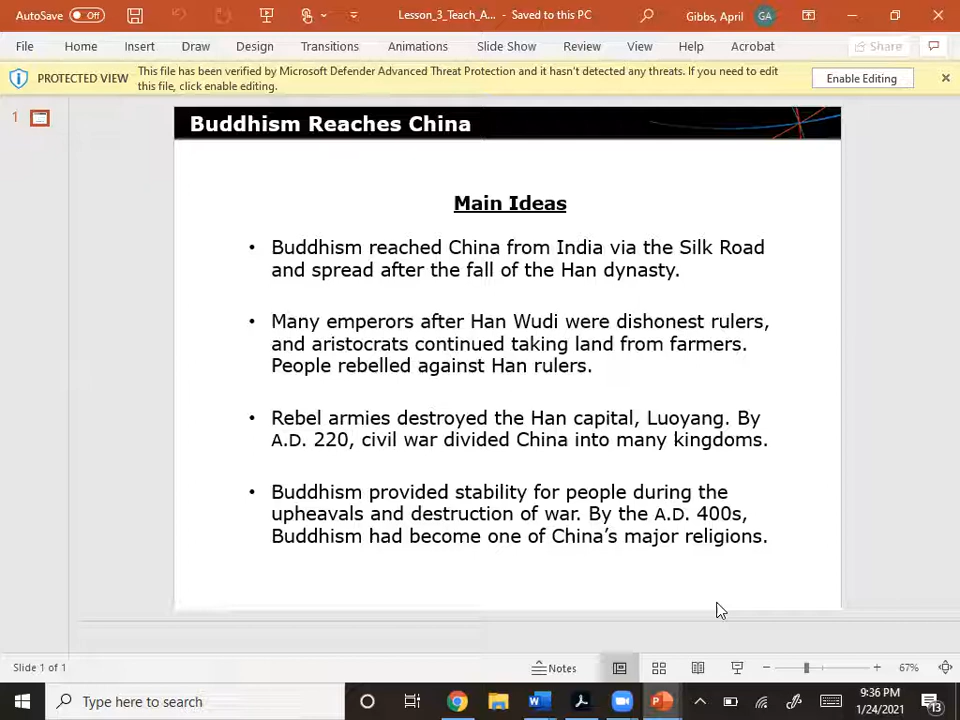 AutoSave Off Lesson_3_Teach_A... - Saved to this PC Gibbs, April GA
File Home Insert Draw Design Transitions Animations Slide Show Review View Help Acrobat Share
PROTECTED VIEW This file has been verified by Microsoft Defender Advanced Threat Protection and it hasn't detected any threats. If you need to edit
this file, click enable editing.
Enable Editing
1
Buddhism Reaches China
Main Ideas
• Buddhism reached China from India via the Silk Road
and spread after the fall of the Han dynasty.
• Many emperors after Han Wudi were dishonest rulers,
and aristocrats continued taking land from farmers.
People rebelled against Han rulers.
• Rebel armies destroyed the Han capital, Luoyang. By
A.D. 220, civil war divided China into many kingdoms.
• Buddhism provided stability for people during the
upheavals and destruction of war. By the A.D. 400s,
Buddhism had become one of China's major religions.
Slide 1 of 1 Notes 67%
Type here to search
9:36 PM
1/24/2021
13